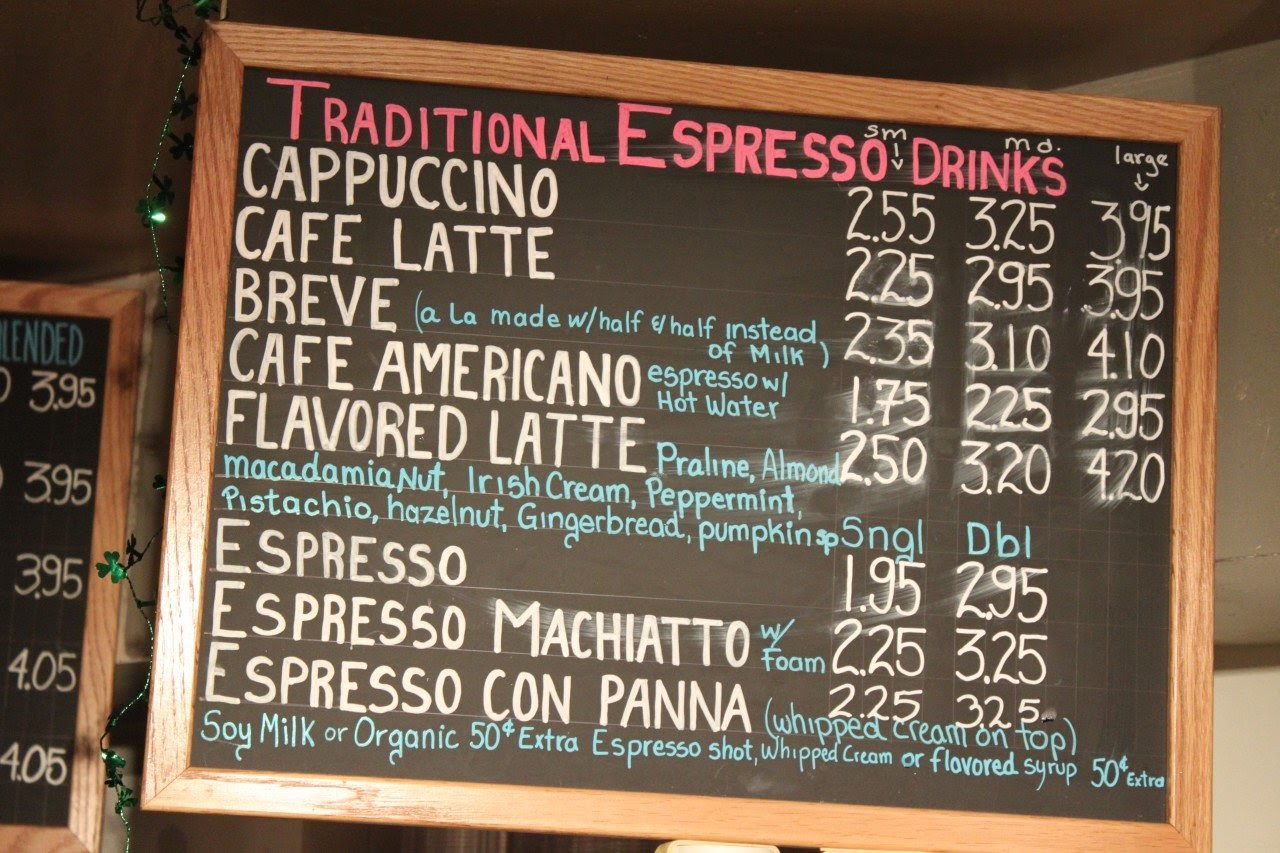 TRADITIONAL ESPRESSO DRINKS
sm md. large
CAPPUCCINO 2.55 3.25 3.95
CAFE LATTE 2.25 2.95 3.95
BREVE (a La made w/half &half instead of Milk) 2.35 3.10 4.10
CAFE AMERICANO espresso w/ Hot Water 1.75 2.25 2.95
FLAVORED LATTE Praline, Almond 2.50 3.20 4.20
macadamia Nut, Irish Cream, Peppermint,
Pistachio, hazelnut, Gingerbread, pumpkin sp Sngl Dbl
ESPRESSO 1.95 2.95
ESPRESSO MACHIATTO w/ Foam 2.25 3.25
ESPRESSO CON PANNA (whipped cream on top) 2.25 3.25
Soy Milk or Organic 50¢ Extra Espresso shot, Whipped Cream or flavored syrup 50¢ Extra
3.95
3.95
3.95
4.05
4.05